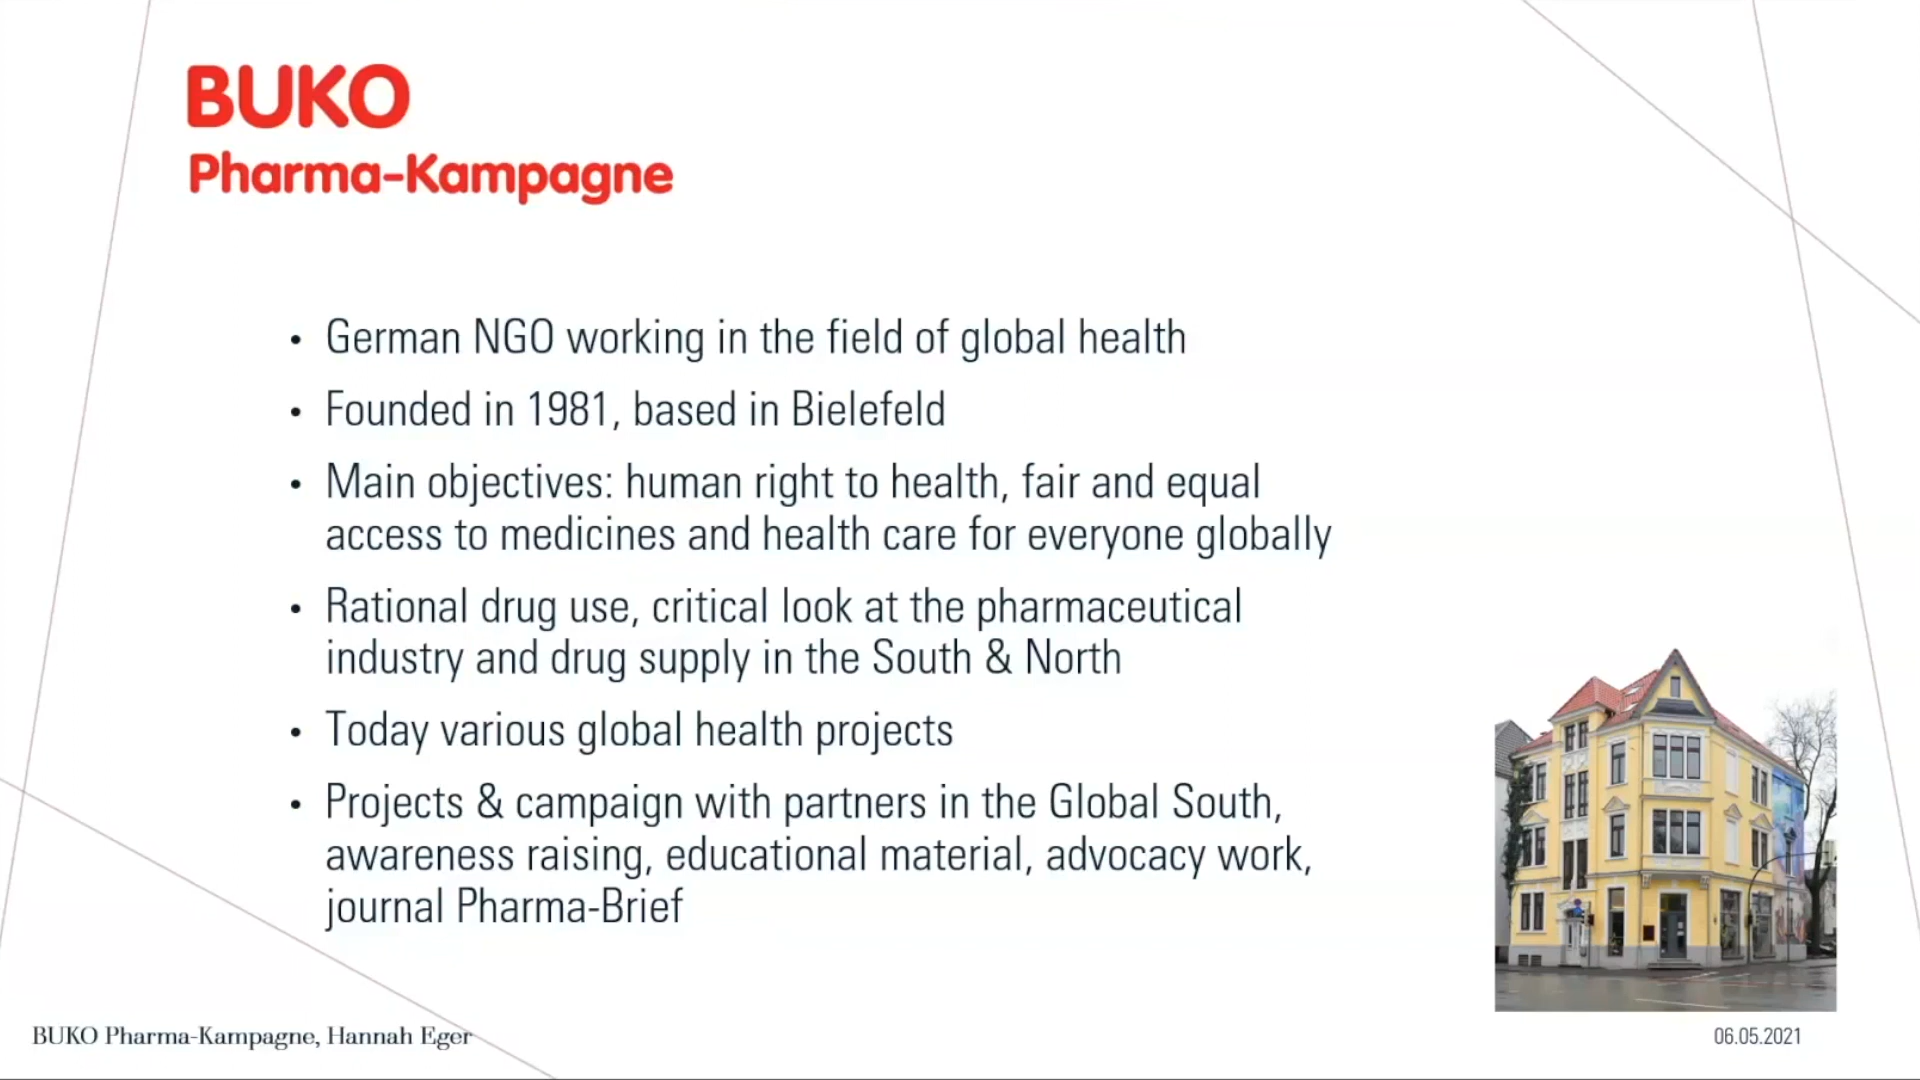 BUKO
Pharma-Kampagne
• German NGO working in the field of global health
• Founded in 1981, based in Bielefeld
• Main objectives: human right to health, fair and equal
access to medicines and health care for everyone globally
• Rational drug use, critical look at the pharmaceutical
industry and drug supply in the South & North
• Today various global health projects
• Projects & campaign with partners in the Global South,
awareness raising, educational material, advocacy work,
journal Pharma-Brief
BUKO Pharma-Kampagne, Hannah Eger
06.05.2021